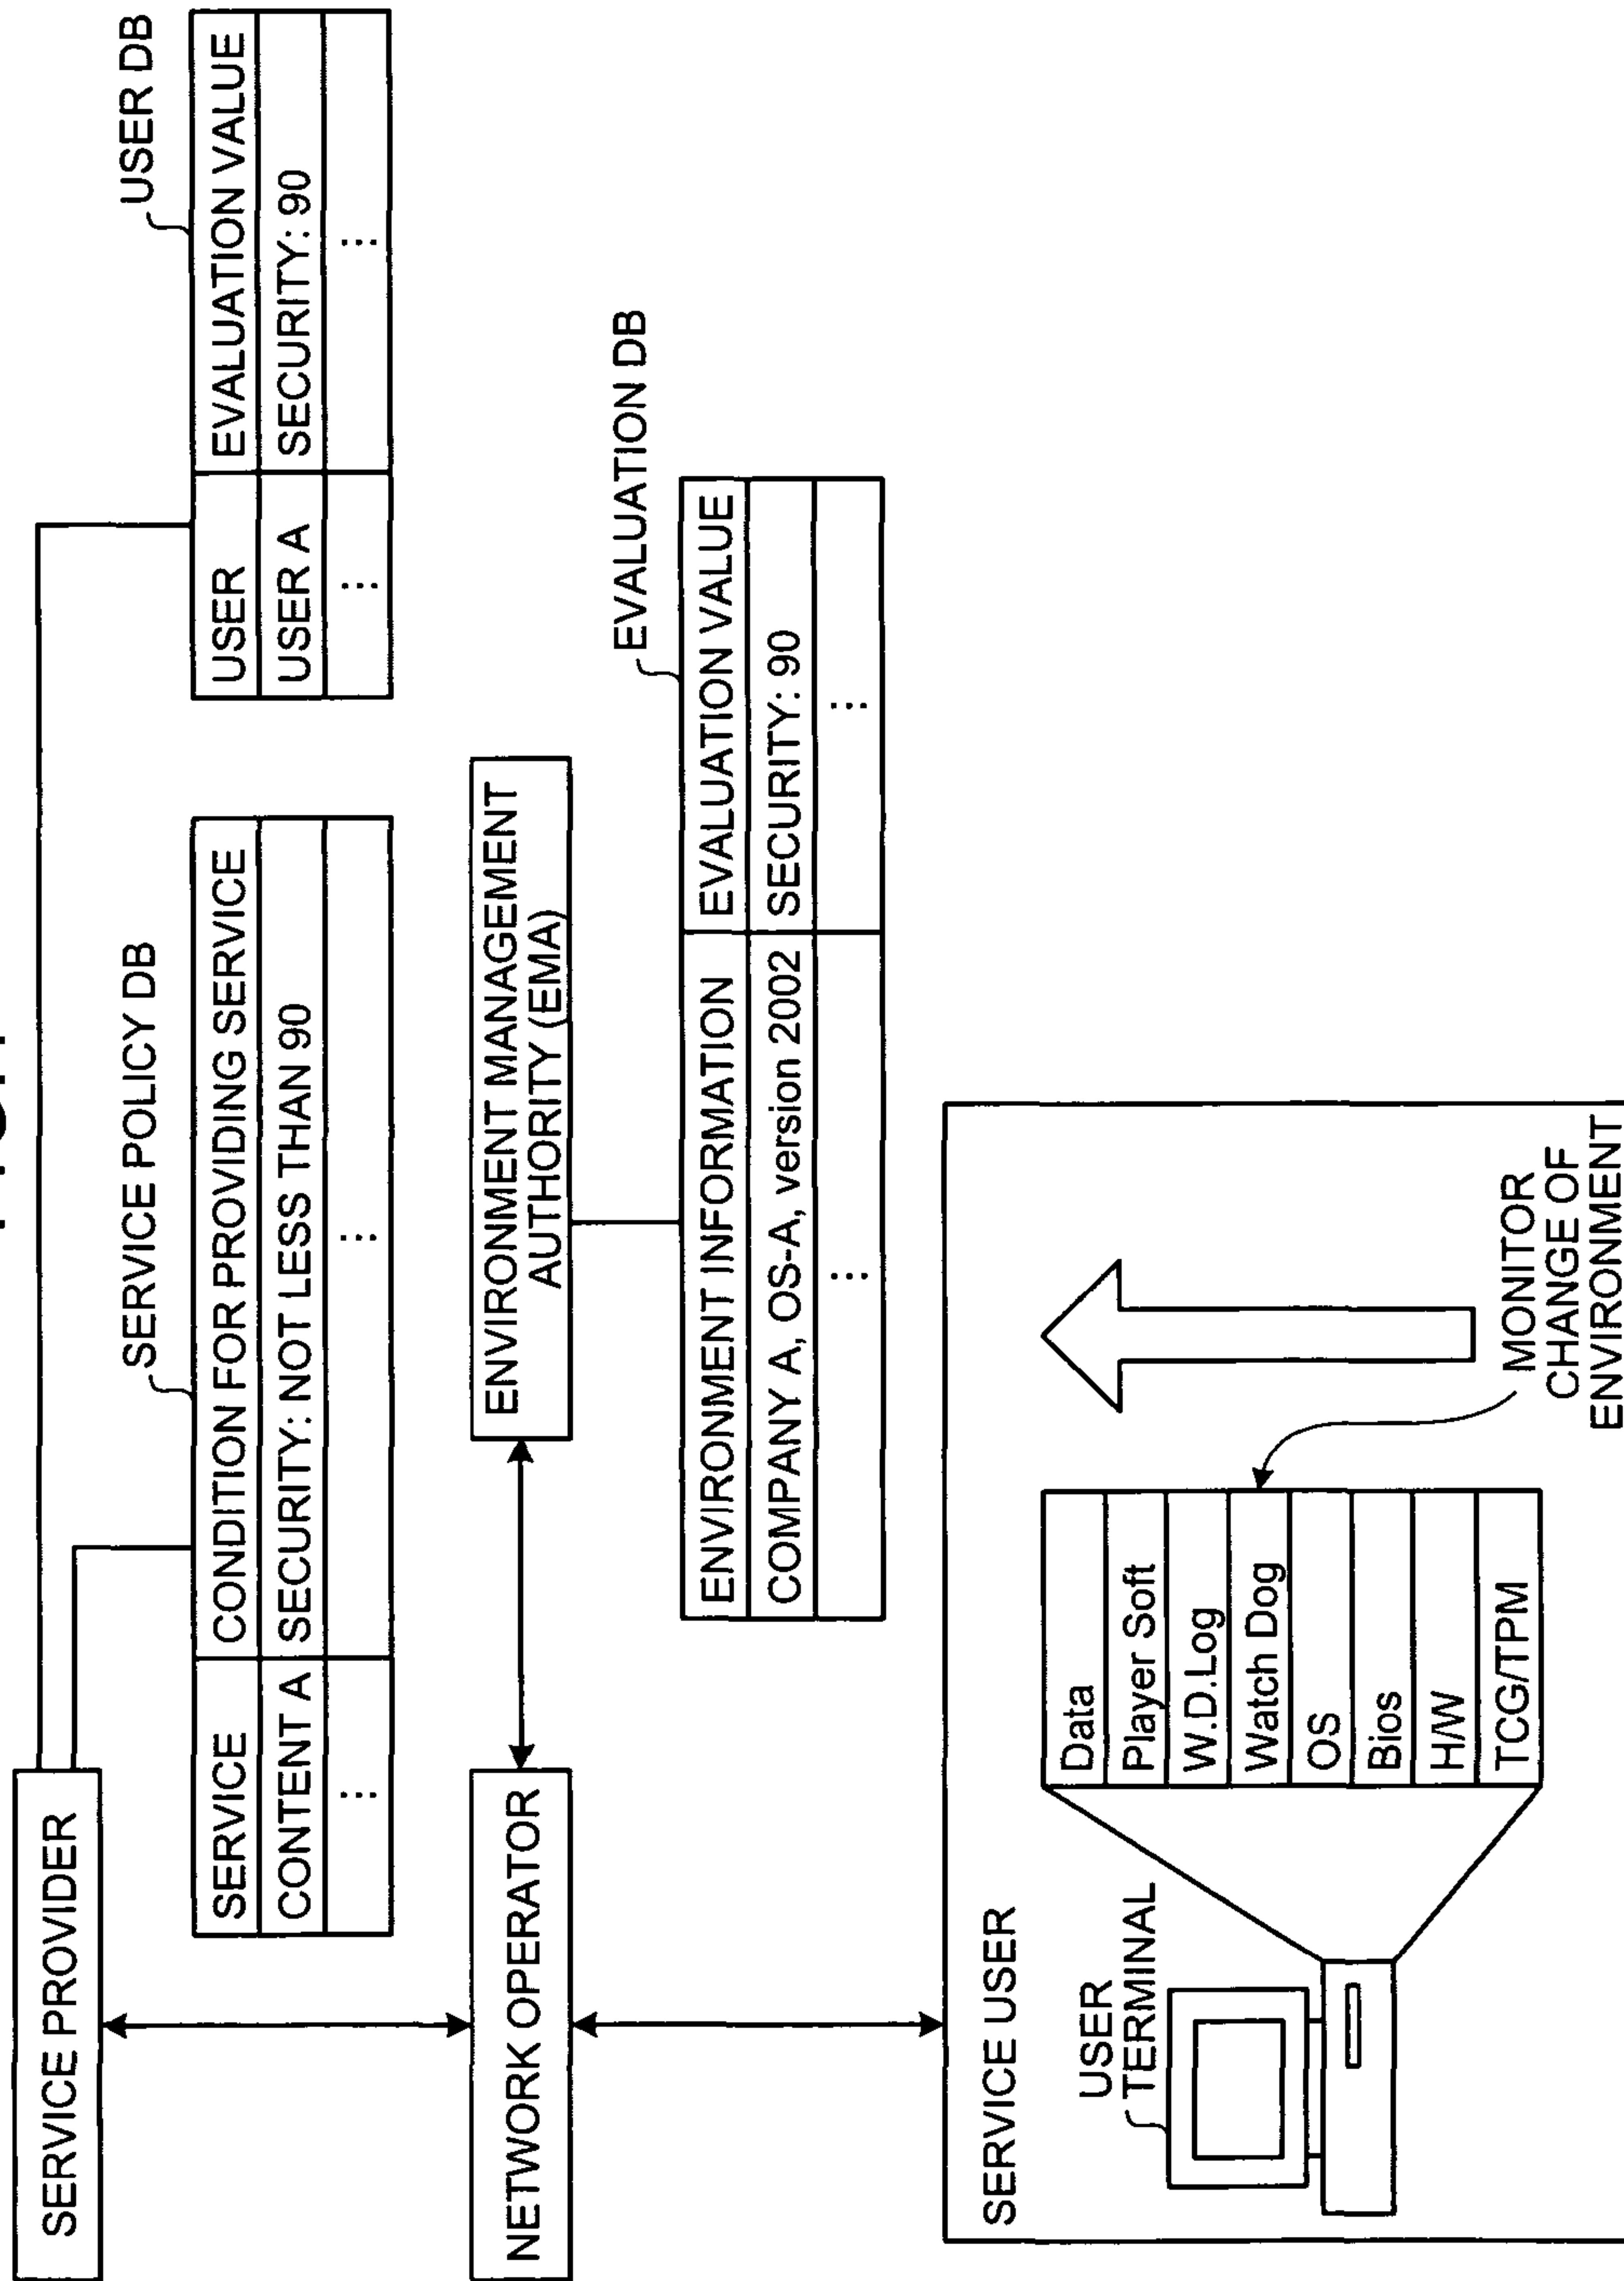 SERVICE PROVIDER
SERVICE POLICY DB
USER DB
SERVICE
CONDITION FOR PROVIDING SERVICE
CONTENT A
SECURITY: NOT LESS THAN 90
...
...
USER
EVALUATION VALUE
USER A
SECURITY: 90
...
...
NETWORK OPERATOR
ENVIRONMENT MANAGEMENT
AUTHORITY (EMA)
EVALUATION DB
ENVIRONMENT INFORMATION
EVALUATION VALUE
COMPANY A, OS-A, version 2002
SECURITY: 90
...
...
SERVICE USER
USER
TERMINAL
Data
Player Soft
W.D.Log
Watch Dog
OS
Bios
H/W
TCG/TPM
MONITOR
CHANGE OF
ENVIRONMENT